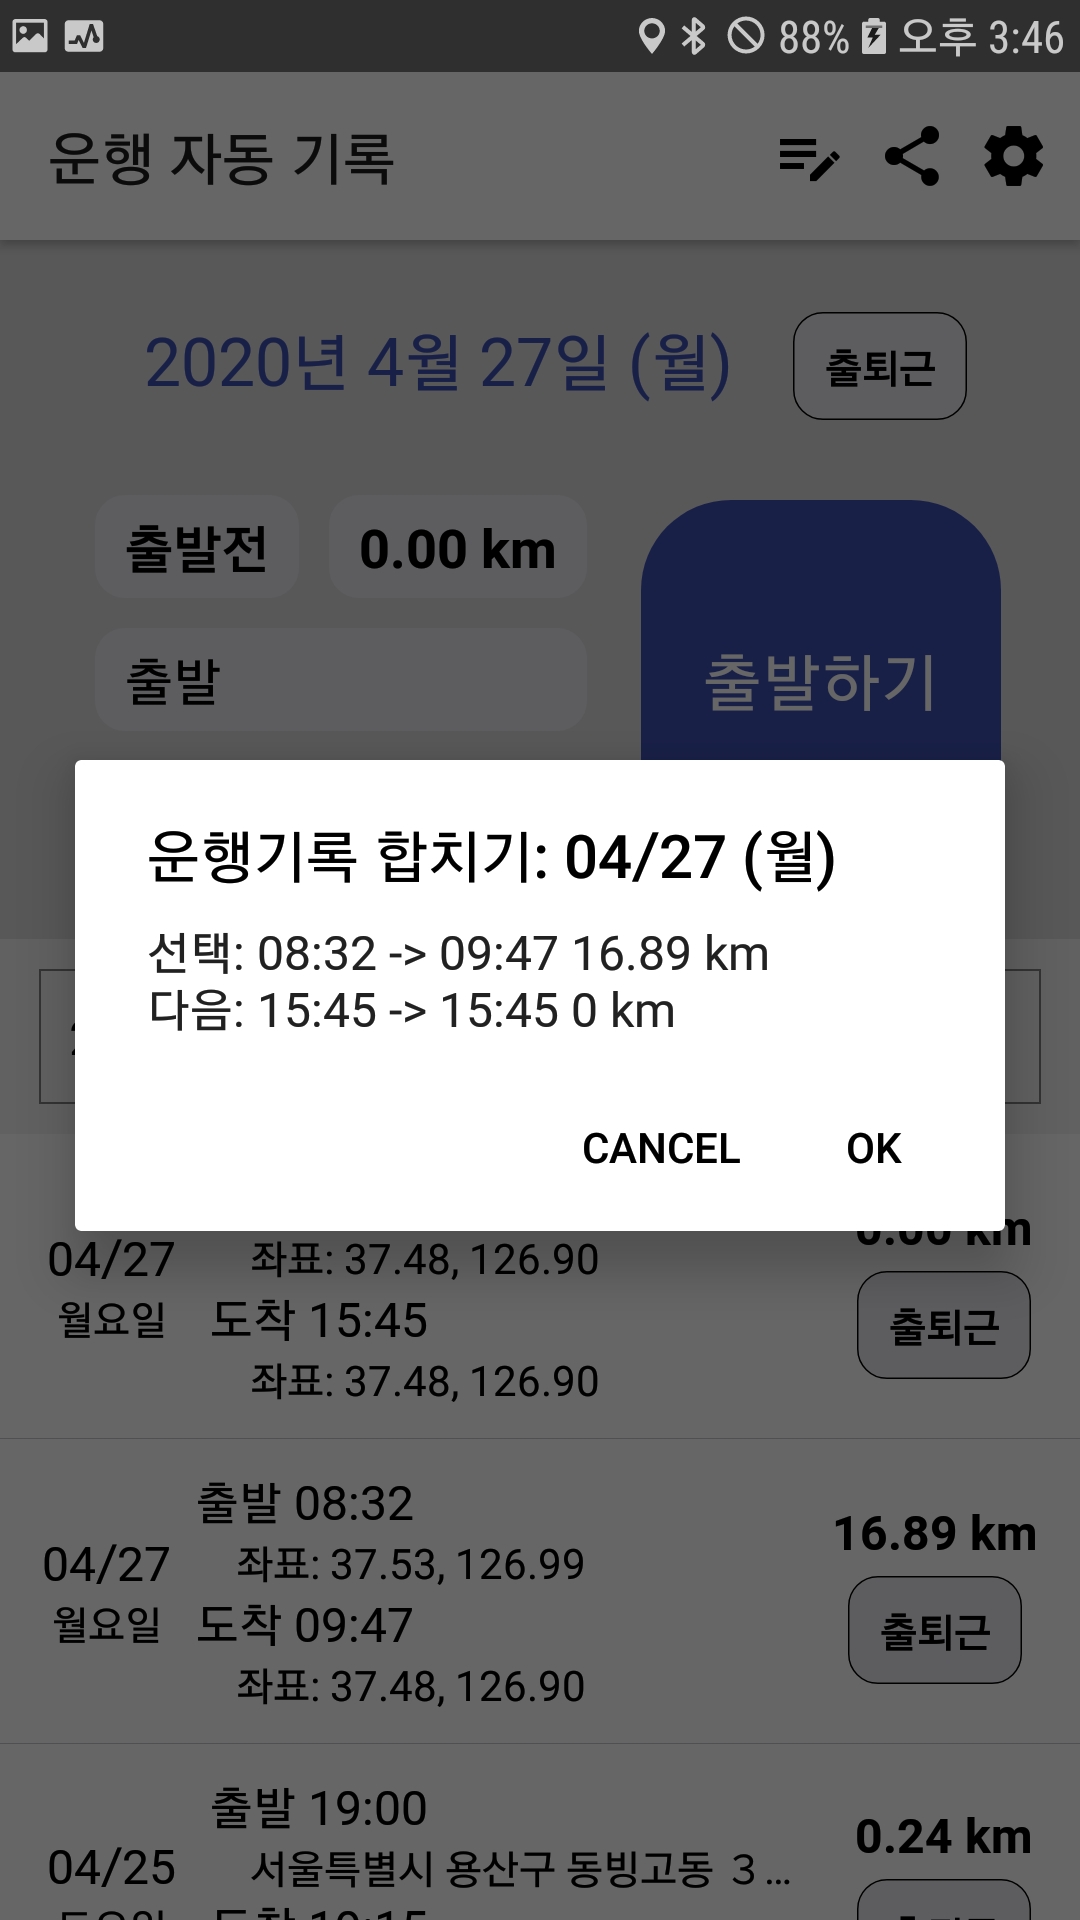 88% 오후 3:46
운행 자동 기록
2020년 4월 27일 (월)
출퇴근
출발전
0.00 km
출발
출발하기
운행기록 합치기: 04/27 (월)
선택: 08:32 -> 09:47 16.89 km
다음: 15:45 -> 15:45 0 km
CANCEL
OK
04/27
월요일
좌표: 37.48, 126.90
도착 15:45
좌표: 37.48, 126.90
0.00 km
출퇴근
04/27
월요일
출발 08:32
좌표: 37.53, 126.99
도착 09:47
좌표: 37.48, 126.90
16.89 km
출퇴근
04/25
출발 19:00
서울특별시 용산구 동빙고동 3...
0.24 km